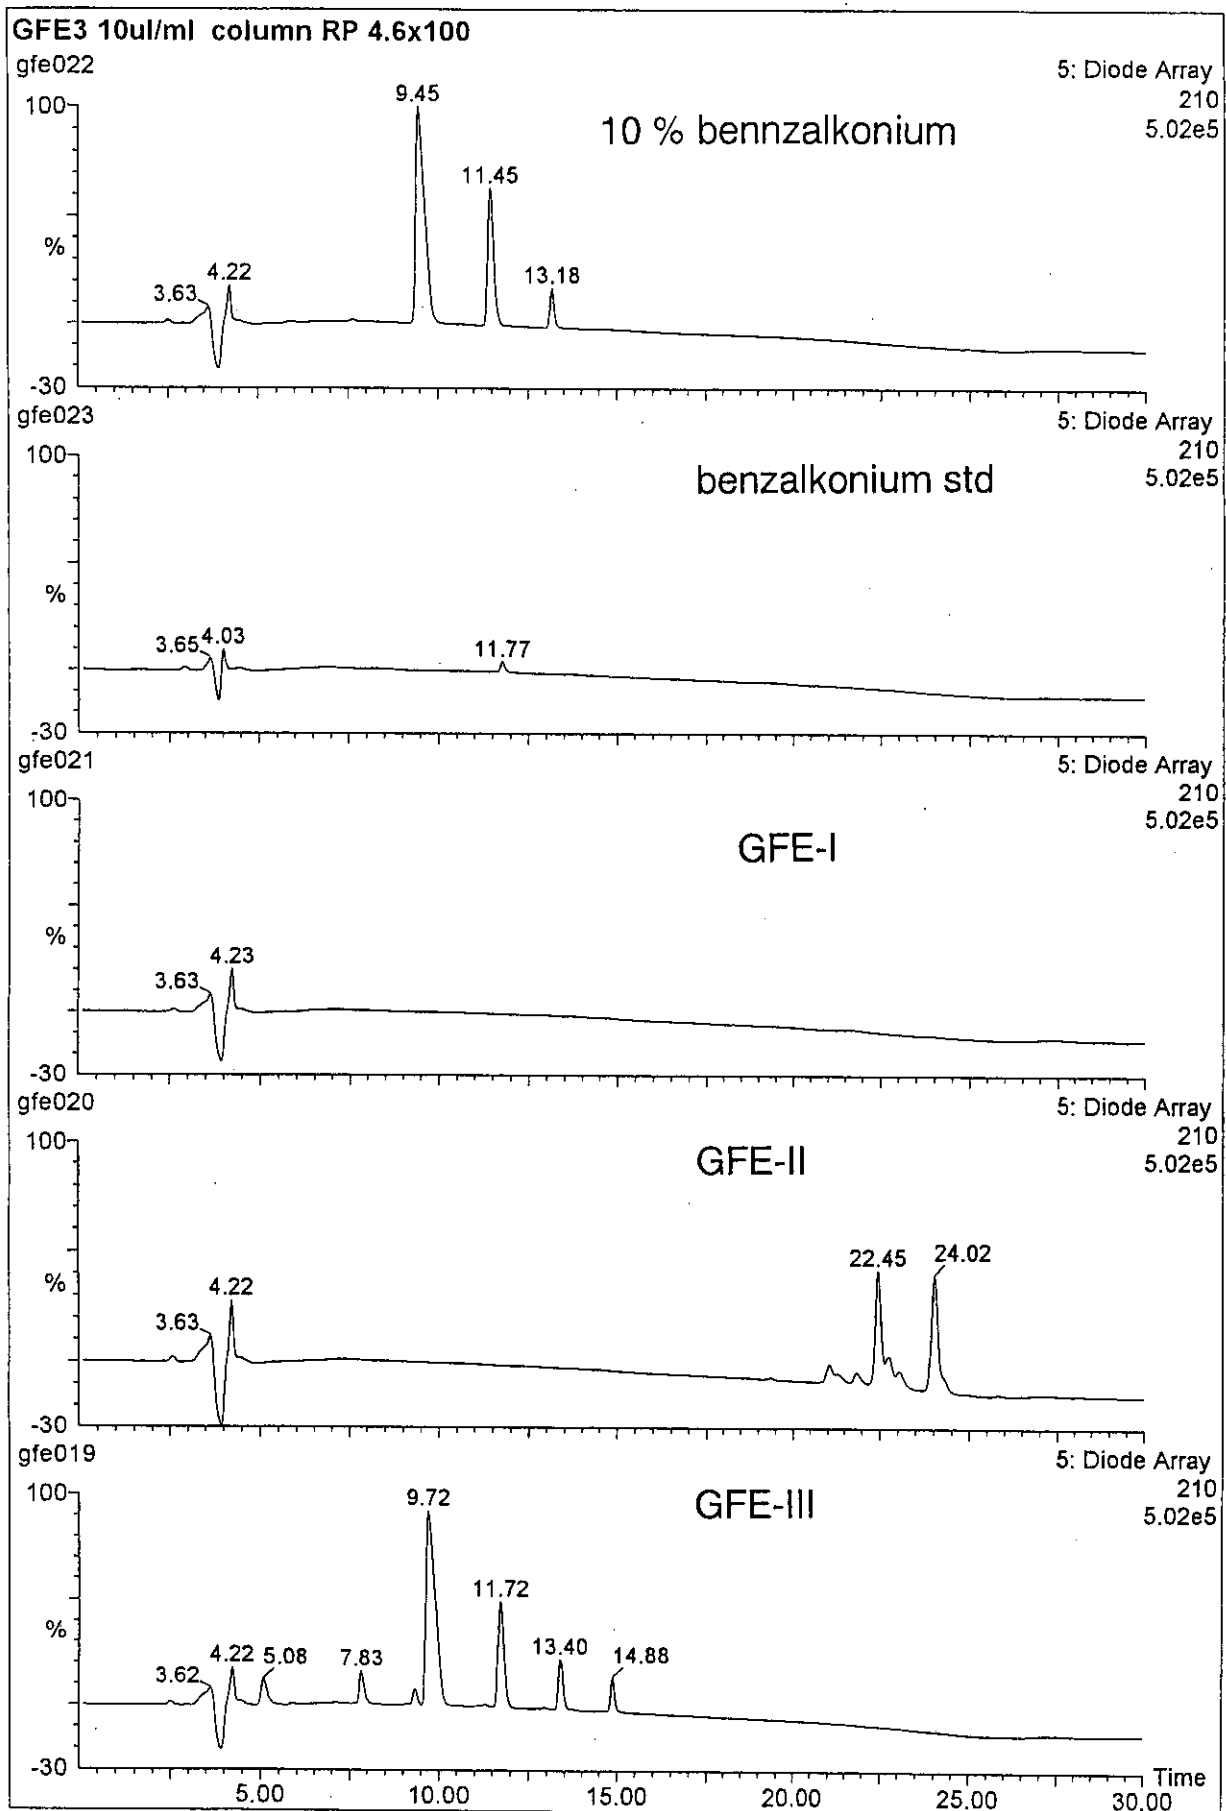 GFE3 10ul/ml column RP 4.6x100
gfe022
5: Diode Array
210
5.02e5
100
%
-30
10 % bennzalkonium
3.63
4.22
9.45
11.45
13.18
gfe023
5: Diode Array
210
5.02e5
100
%
-30
benzalkonium std
3.65
4.03
11.77
gfe021
5: Diode Array
210
5.02e5
100
%
-30
GFE-I
3.63
4.23
gfe020
5: Diode Array
210
5.02e5
100
%
-30
GFE-II
3.63
4.22
22.45
24.02
gfe019
5: Diode Array
210
5.02e5
100
%
-30
GFE-III
3.62
4.22
5.08
7.83
9.72
11.72
13.40
14.88
5.00 10.00 15.00 20.00 25.00 30.00
Time